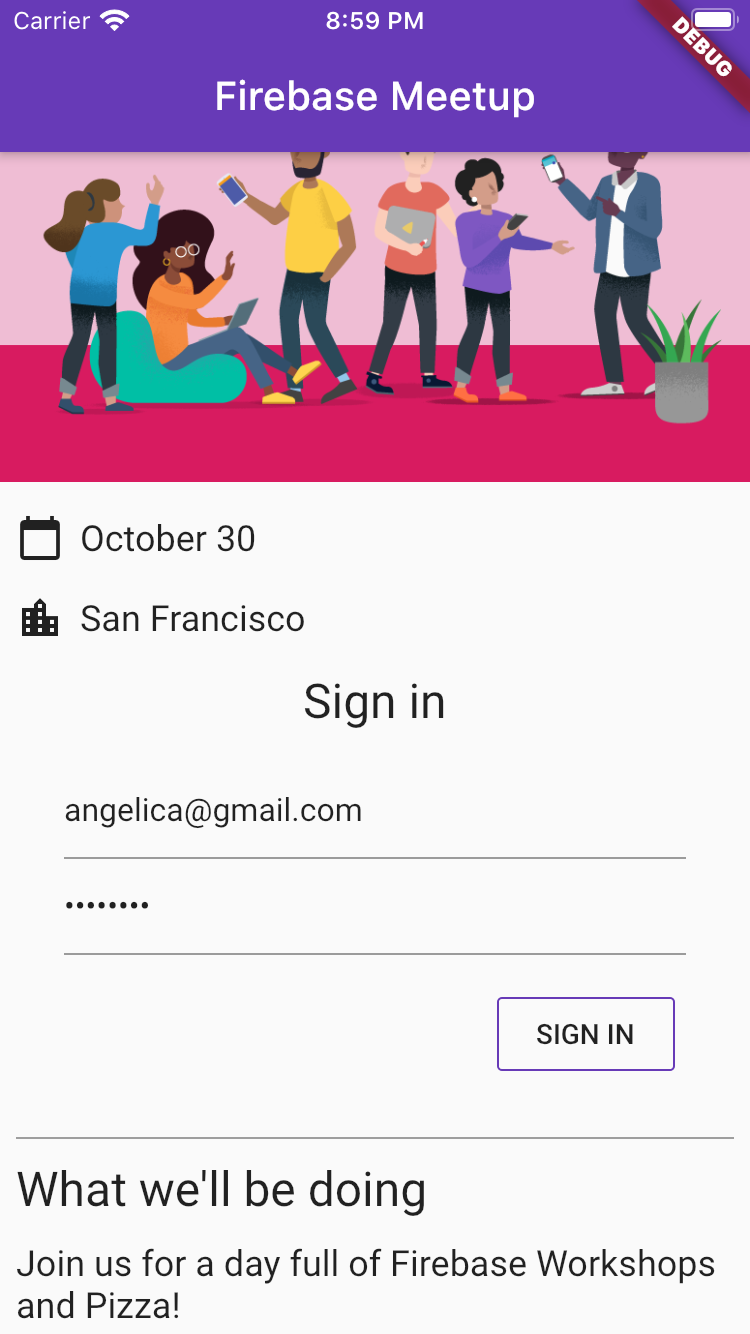 Carrier 8:59 PM
DEBUG
Firebase Meetup
October 30
San Francisco
Sign in
angelica@gmail.com
••••••••
SIGN IN
What we'll be doing
Join us for a day full of Firebase Workshops
and Pizza!